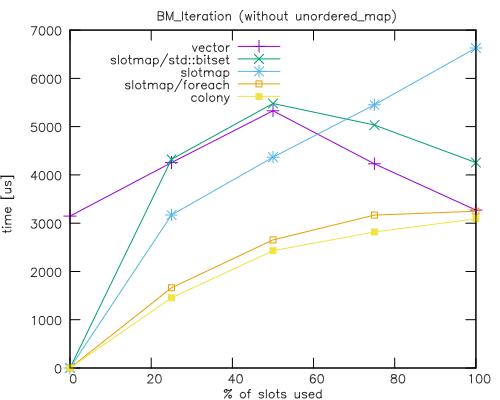 BM_Iteration (without unordered_map)
7000
6000
5000
4000
3000
2000
1000
0
time [us]
vector
slotmap/std::bitset
slotmap
slotmap/foreach
colony
0 20 40 60 80 100
% of slots used